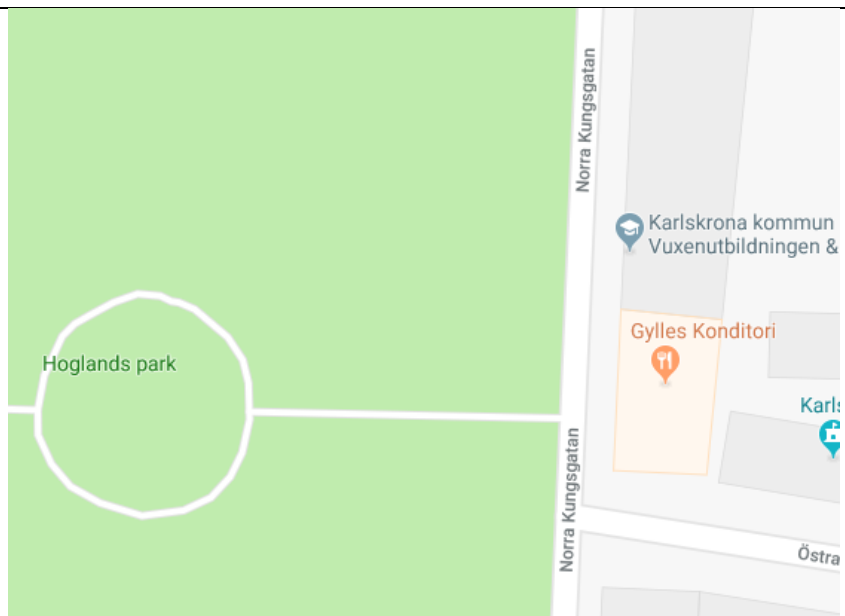 Norra Kungsgatan
Karlskrona kommun
Vuxenutbildningen &
Gylles Konditori
Hoglands park
Karls
Norra Kungsgatan
Östra